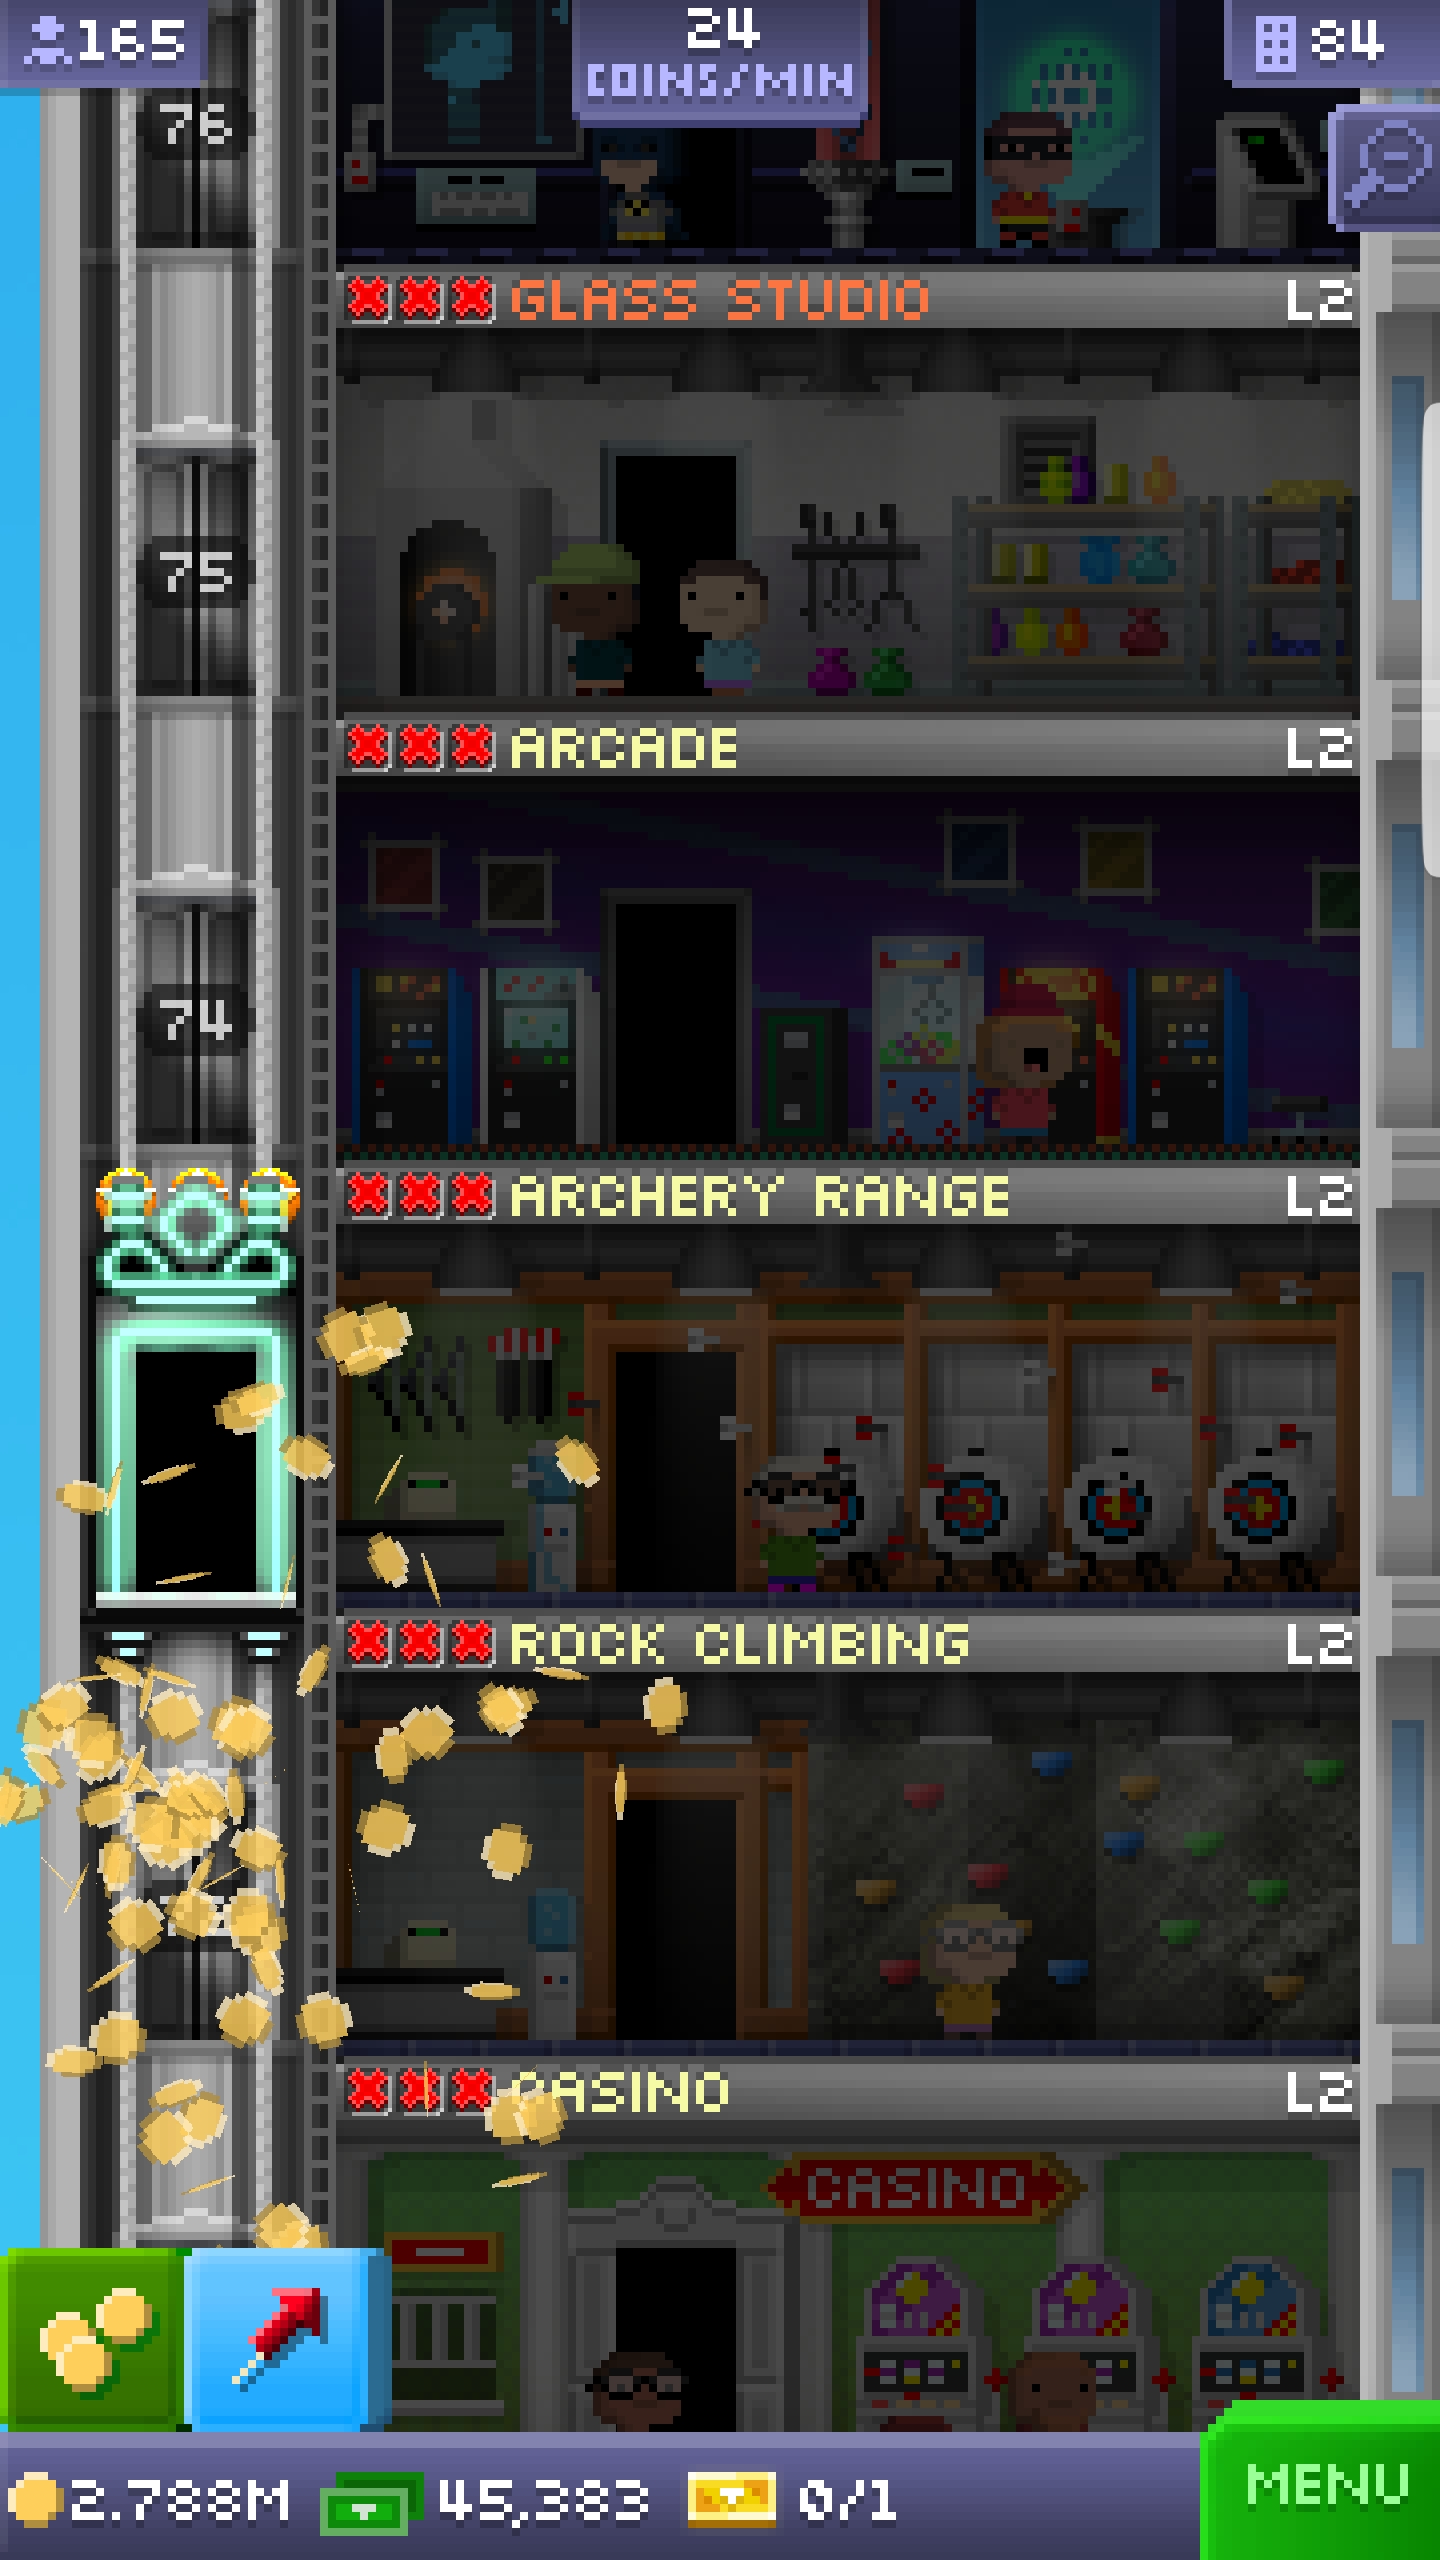 165
24
COINS/MIN
84
76
GLASS STUDIO L2
75
ARCADE L2
74
ARCHERY RANGE L2
ROCK CLIMBING L2
CASINO L2
CASINO
2.788M 45,383 0/1
MENU